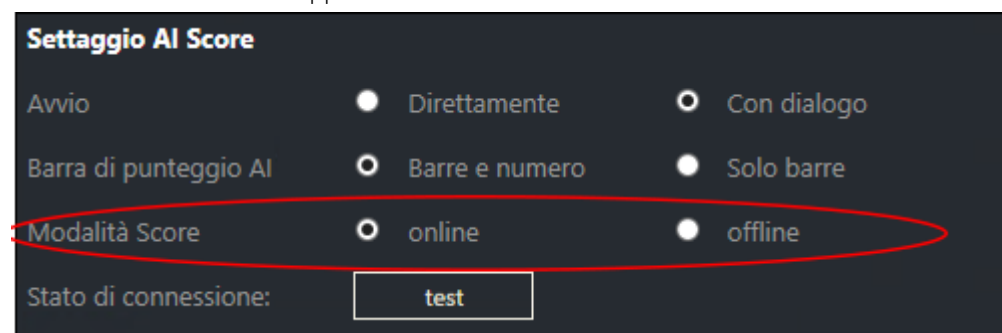 Settaggio AI Score
Avvio Direttamente Con dialogo
Barra di punteggio AI Barre e numero Solo barre
Modalità Score online offline
Stato di connessione: test